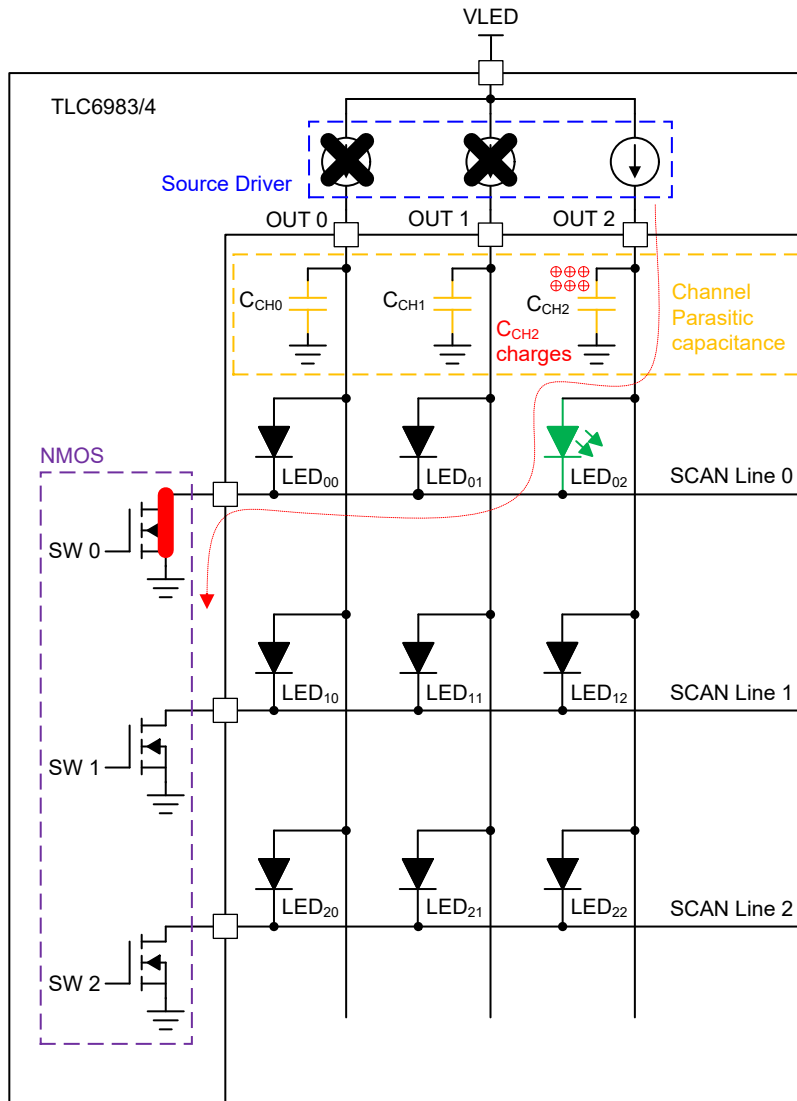 VLED
TLC6983/4
Source Driver
OUT 0
OUT 1
OUT 2
CCH0
CCH1
CCH2
CCH2
charges
Channel
Parasitic
capacitance
LED00
LED01
LED02
SCAN Line 0
NMOS
SW 0
LED10
LED11
LED12
SCAN Line 1
SW 1
LED20
LED21
LED22
SCAN Line 2
SW 2